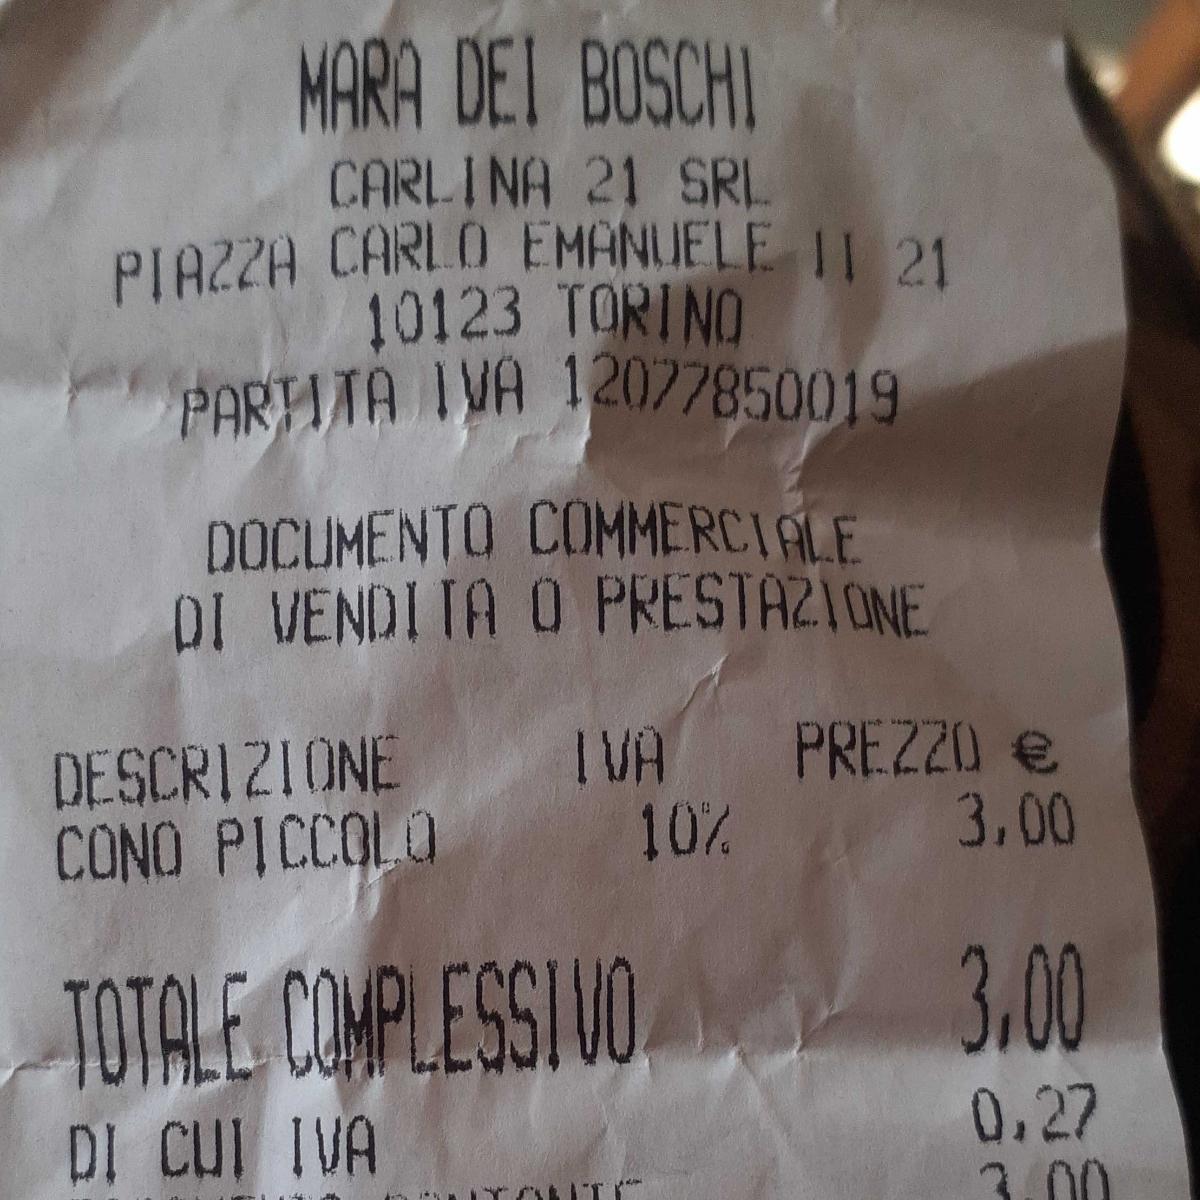 MARA DEI BOSCHI
CARLINA 21 SRL
PIAZZA CARLO EMANUELE II 21
10123 TORINO
PARTITA IVA 12077850019
DOCUMENTO COMMERCIALE
DI VENDITA O PRESTAZIONE
DESCRIZIONE IVA PREZZO €
CONO PICCOLO 10% 3,00
TOTALE COMPLESSIVO 3,00
DI CUI IVA 0,27
3,00